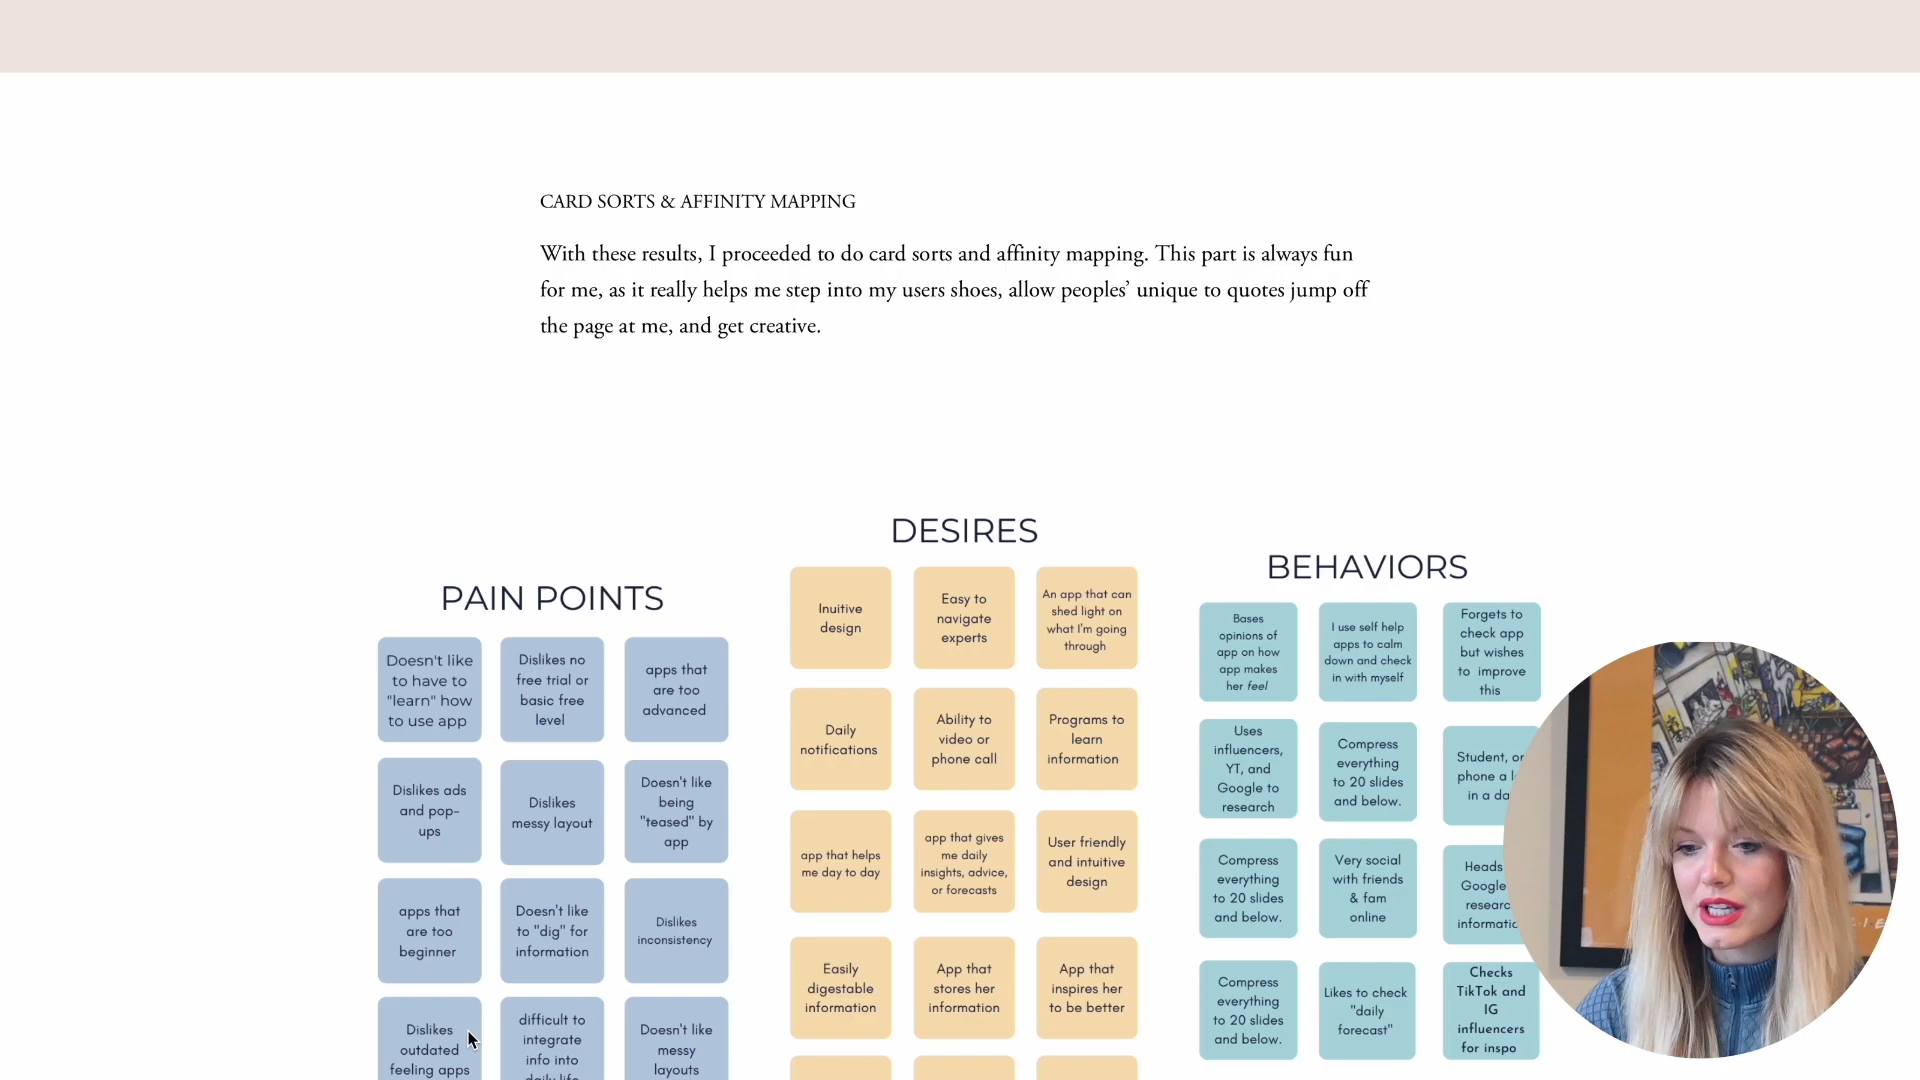 CARD SORTS & AFFINITY MAPPING
With these results, I proceeded to do card sorts and affinity mapping. This part is always fun
for me, as it really helps me step into my users shoes, allow peoples’ unique to quotes jump off
the page at me, and get creative.
PAIN POINTS
Doesn't like
to have to
"learn" how
to use app
Dislikes no
free trial or
basic free
level
apps that
are too
advanced
Dislikes ads
and pop-
ups
Dislikes
messy layout
Doesn't like
being
"teased" by
app
apps that
are too
beginner
Doesn't like
to "dig" for
information
Dislikes
inconsistency
Dislikes
outdated
feeling apps
difficult to
integrate
info into
daily life
Doesn't like
messy
layouts
DESIRES
Inuitive
design
Easy to
navigate
experts
An app that can
shed light on
what I'm going
through
Daily
notifications
Ability to
video or
phone call
Programs to
learn
information
app that helps
me day to day
app that gives
me daily
insights, advice,
or forecasts
User friendly
and intuitive
design
Easily
digestable
information
App that
stores her
information
App that
inspires her
to be better
BEHAVIORS
Bases
opinions of
app on how
app makes
her feel
I use self help
apps to calm
down and check
in with myself
Forgets to
check app
but wishes
to improve
this
Uses
influencers,
YT, and
Google to
research
Compress
everything
to 20 slides
and below.
Student, on
phone a
in a
Compress
everything
to 20 slides
and below.
Very social
with friends
& fam
online
Heads
Google
research
Compress
everything
to 20 slides
and below.
Likes to check
"daily
forecast"
Checks
TikTok and
IG
influencers
for inspo